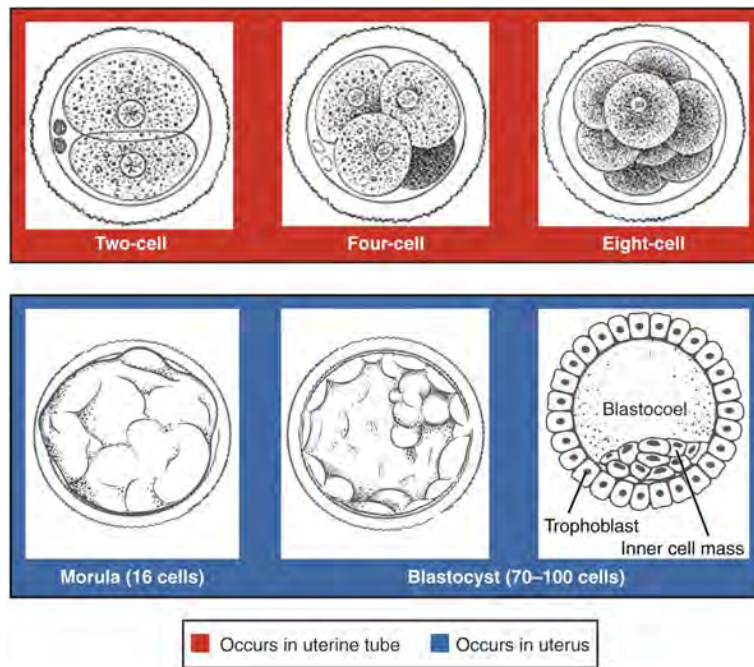 Two-cell
Four-cell
Eight-cell
Blastocoel
Trophoblast
Inner cell mass
Morula (16 cells)
Blastocyst (70–100 cells)
Occurs in uterine tube
Occurs in uterus